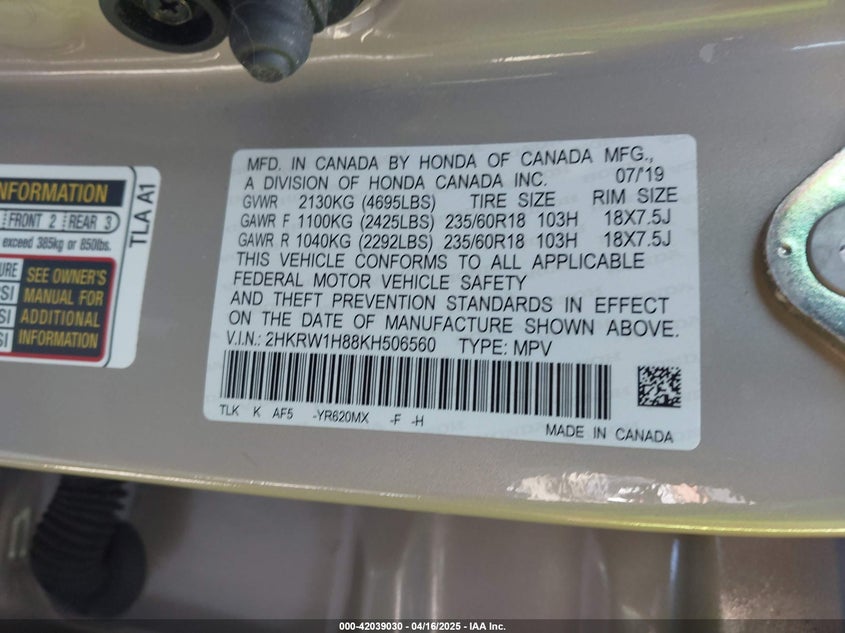 MFD. IN CANADA BY HONDA OF CANADA MFG.,
A DIVISION OF HONDA CANADA INC. 07/'19
GVWR 2130KG (4695LBS) TIRE SIZE RIM SIZE
GAWR F 1100KG (2425LBS) 235/60R18 103H 18X7.5J
GAWR R 1040KG (2292LBS) 235/60R18 103H 18X7.5J
THIS VEHICLE CONFORMS TO ALL APPLICABLE
FEDERAL MOTOR VEHICLE SAFETY
AND THEFT PREVENTION STANDARDS IN EFFECT
ON THE DATE OF MANUFACTURE SHOWN ABOVE.
V.I.N.: 2HKRW1H88KH506560 TYPE: MPV
TLK K AF5 -YR620MX -F -H
MADE IN CANADA
NFORMATION
FRONT 2 REAR 3
exceed 385kg or 850lbs.
SEE OWNER'S
MANUAL FOR
ADDITIONAL
INFORMATION
TLA A1
000-42039030 - 04/16/2025 - IAA Inc.